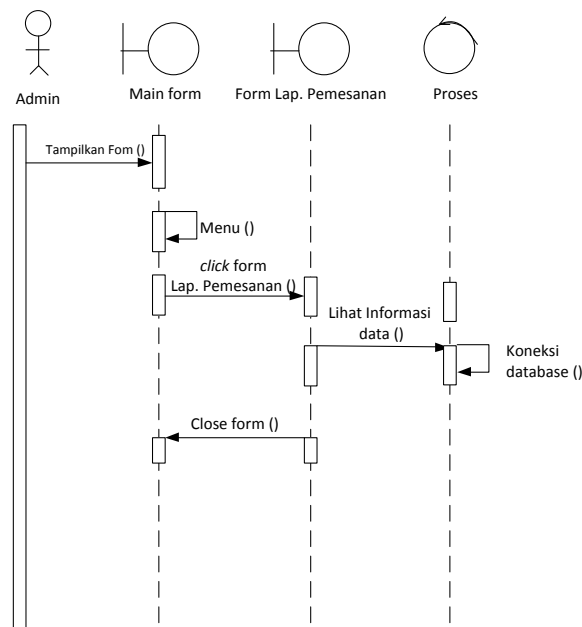 Admin
Main form
Form Lap. Pemesanan
Proses
Tampilkan Fom ()
Menu ()
click form
Lap. Pemesanan ()
Lihat Informasi
data ()
Koneksi
database ()
Close form ()